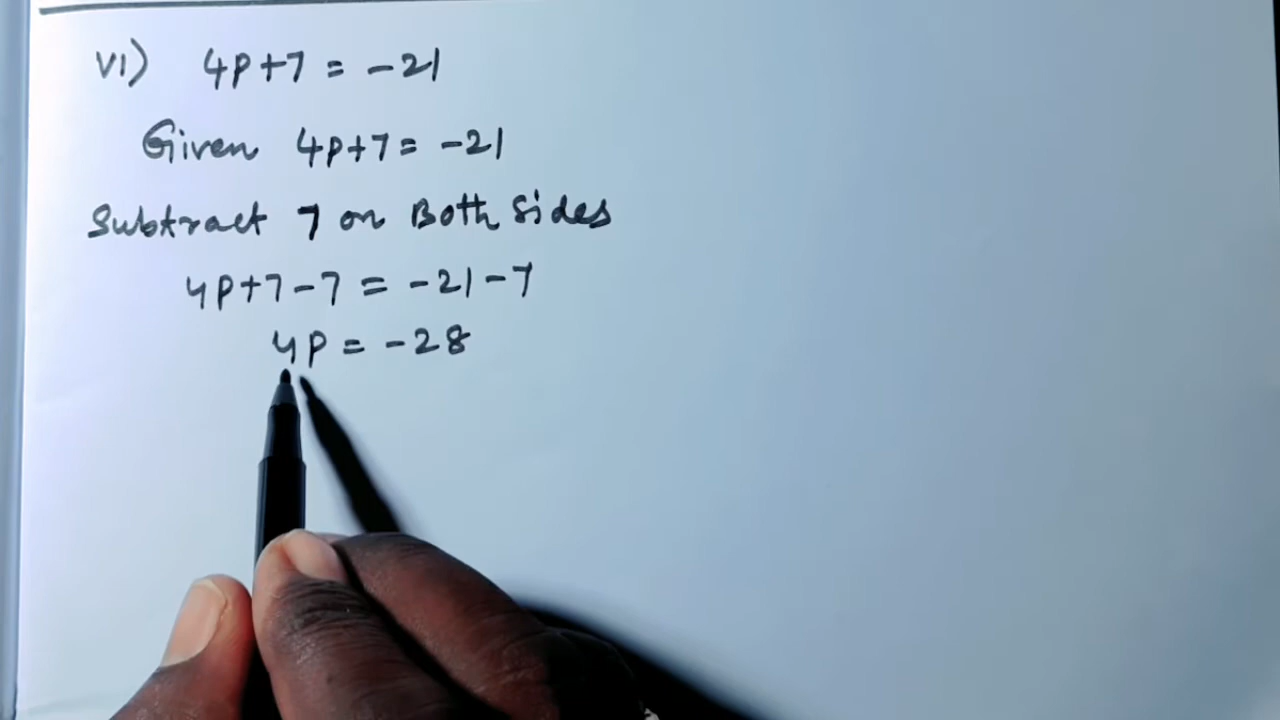 VI) 4P+7 = -21
Given 4P+7 = -21
Subtract 7 on Both Sides
4P+7-7 = -21-7
4P = -28